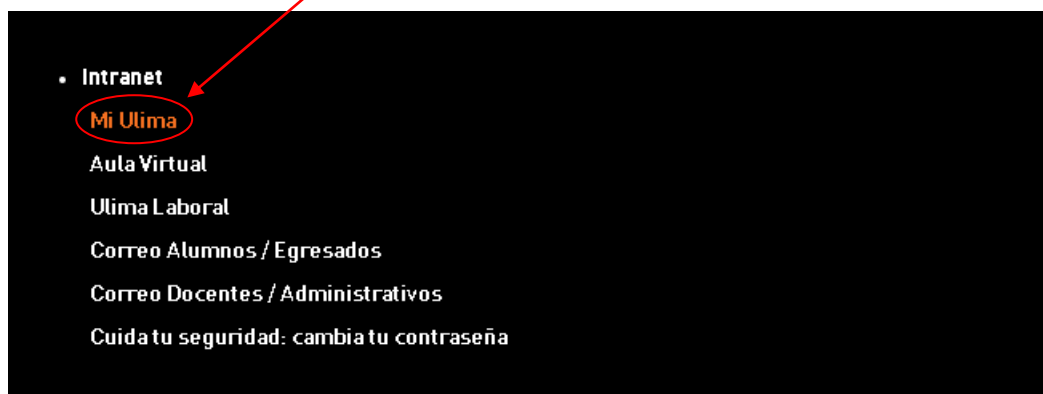 • Intranet
Mi Ulima
Aula Virtual
Ulima Laboral
Correo Alumnos / Egresados
Correo Docentes / Administrativos
Cuida tu seguridad: cambia tu contraseña